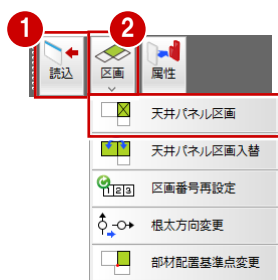 1 2
読込 区画 属性
天井パネル区画
天井パネル区画入替
123 区画番号再設定
根太方向変更
部材配置基準点変更